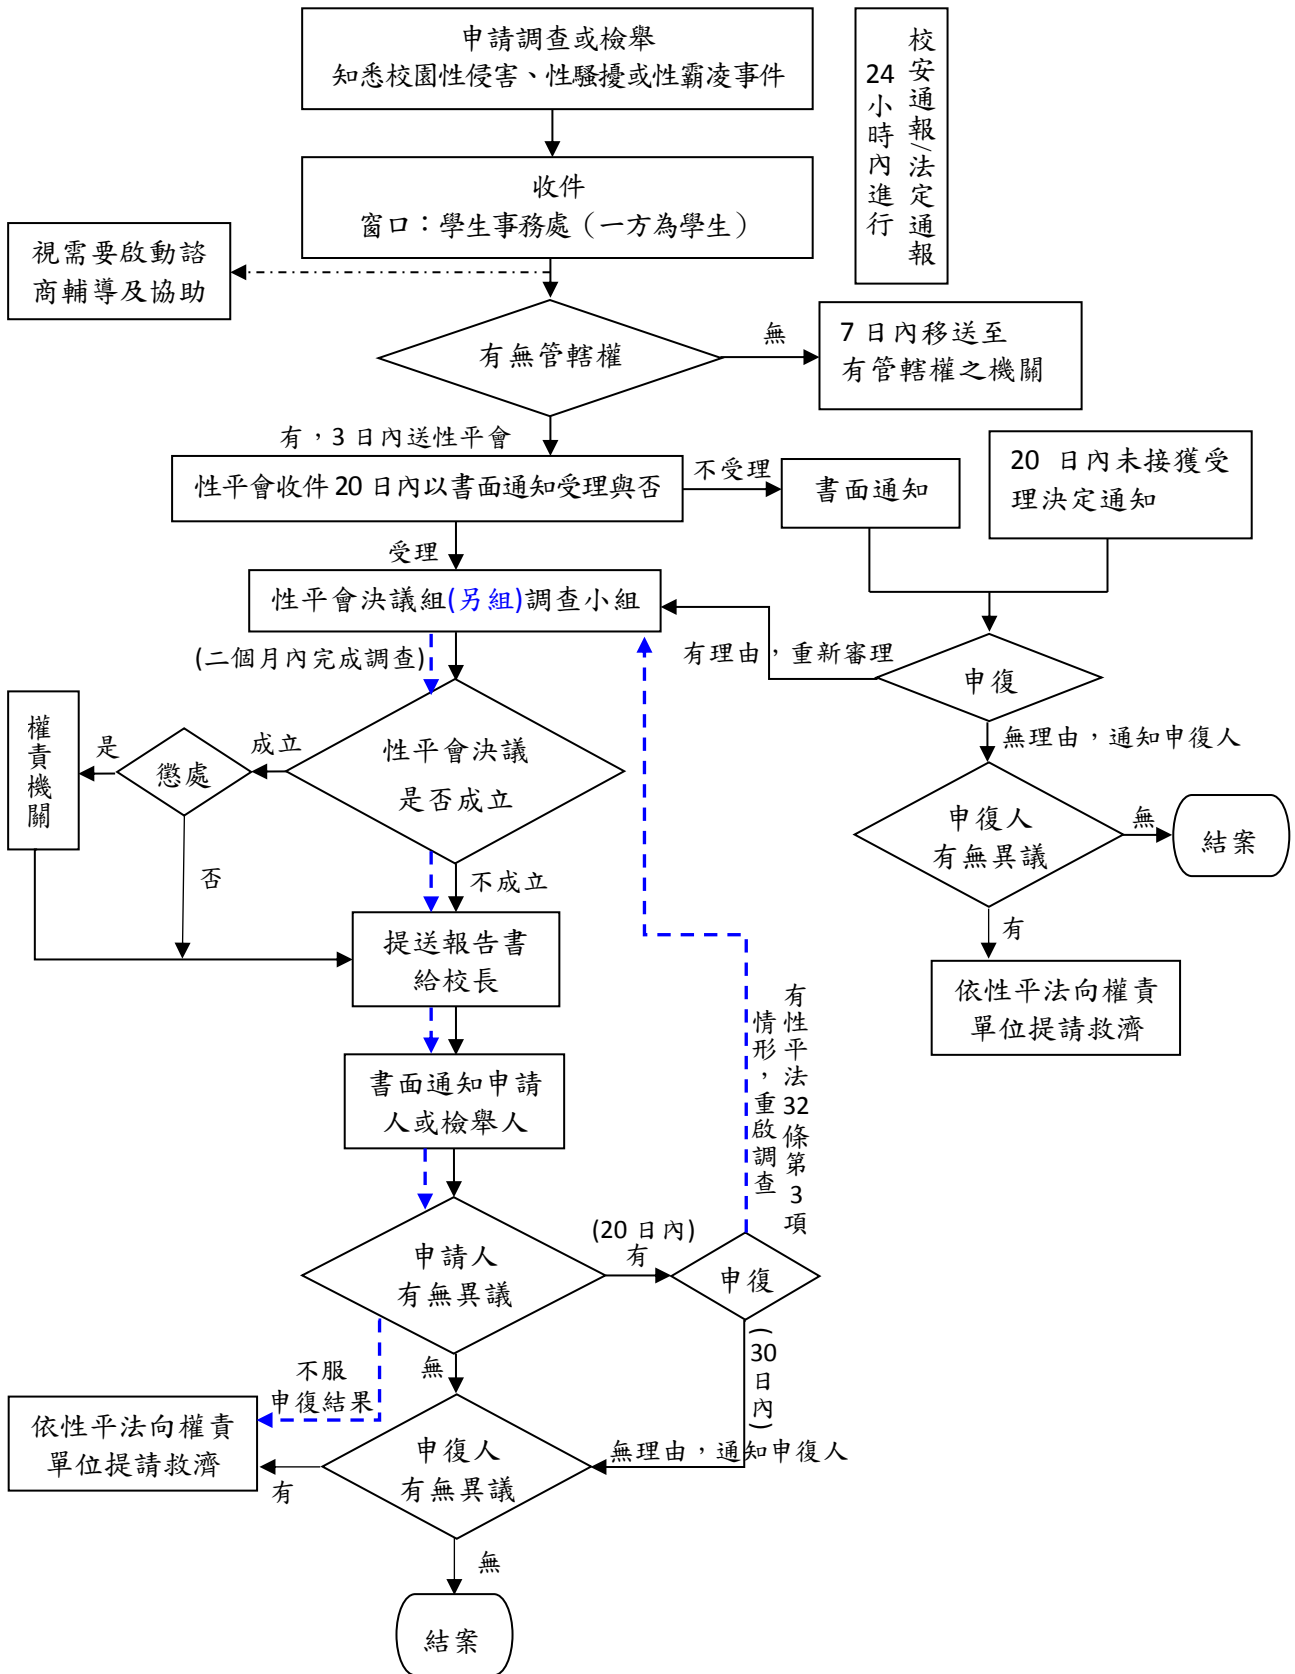 申請調查或檢舉
知悉校園性侵害、性騷擾或性霸凌事件
校安通報/法定通報
24小時內進行
收件
窗口：學生事務處（一方為學生）
視需要啟動諮
商輔導及協助
有無管轄權
無
7 日內移送至
有管轄權之機關
有，3 日內送性平會
性平會收件 20 日內以書面通知受理與否
不受理
書面通知
20 日內未接獲受
理決定通知
受理
性平會決議組(另組)調查小組
(二個月內完成調查)
有理由，重新審理
申復
無理由，通知申復人
權責機關
是
懲處
成立
性平會決議
是否成立
申復人
有無異議
無
結案
否
不成立
有
提送報告書
給校長
依性平法向權責
單位提請救濟
有性平法32條第3項
情形，重啟調查
書面通知申請
人或檢舉人
(20 日內)
有
申請人
有無異議
申復
(30日內)
不服
申復結果
無
依性平法向權責
單位提請救濟
申復人
有無異議
無理由，通知申復人
有
無
結案